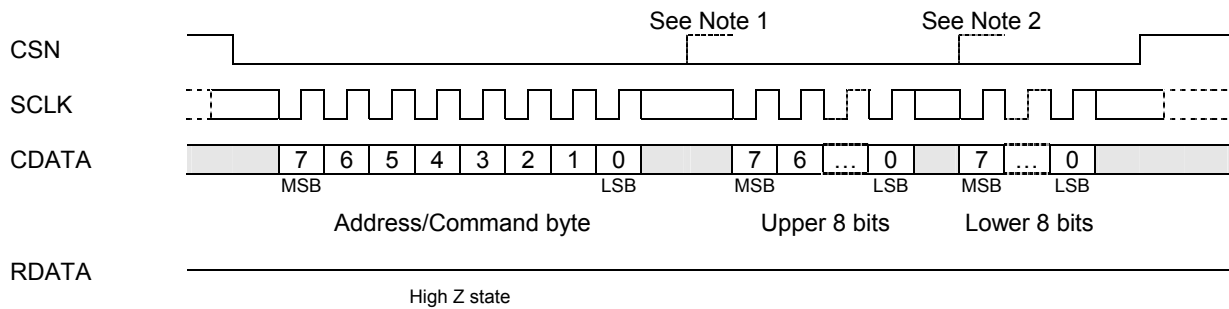 See Note 1 See Note 2
CSN
SCLK
CDATA 7 6 5 4 3 2 1 0 7 6 ... 0 7 ... 0
MSB LSB MSB LSB MSB LSB
Address/Command byte Upper 8 bits Lower 8 bits
RDATA
High Z state